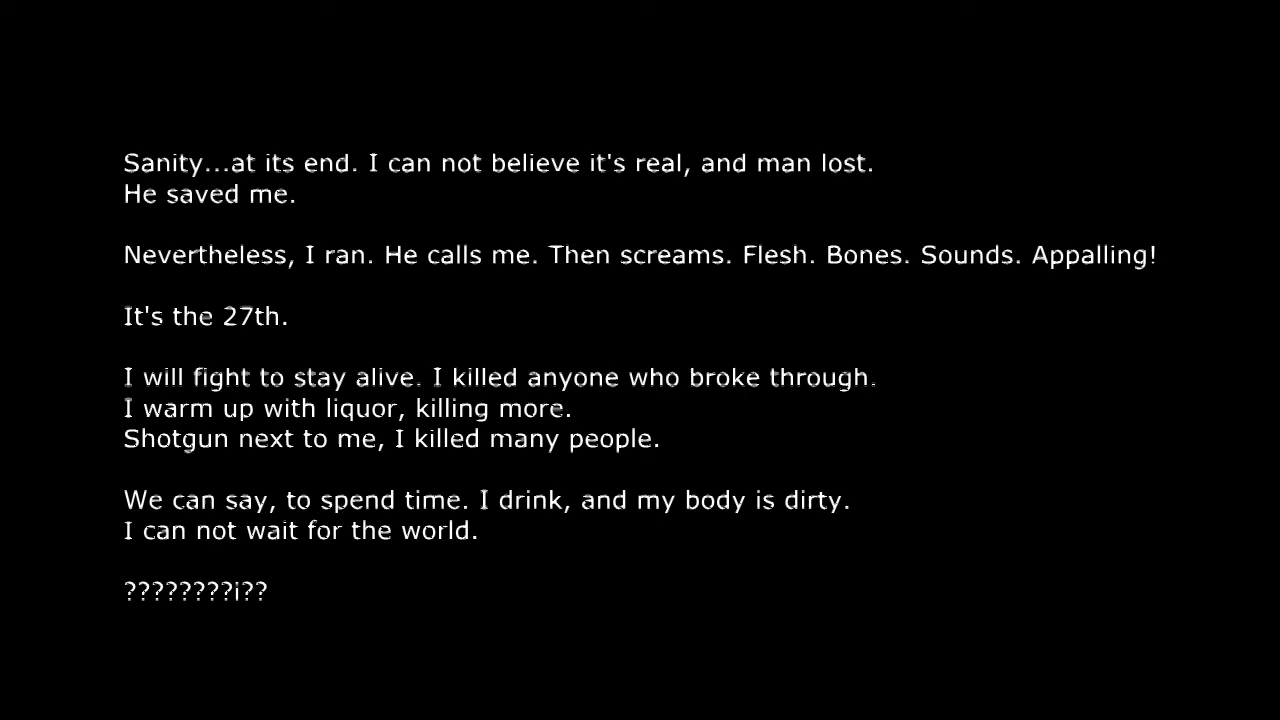 Sanity...at its end. I can not believe it's real, and man lost.
He saved me.
Nevertheless, I ran. He calls me. Then screams. Flesh. Bones. Sounds. Appalling!
It's the 27th.
I will fight to stay alive. I killed anyone who broke through.
I warm up with liquor, killing more.
Shotgun next to me, I killed many people.
We can say, to spend time. I drink, and my body is dirty.
I can not wait for the world.
????????i??